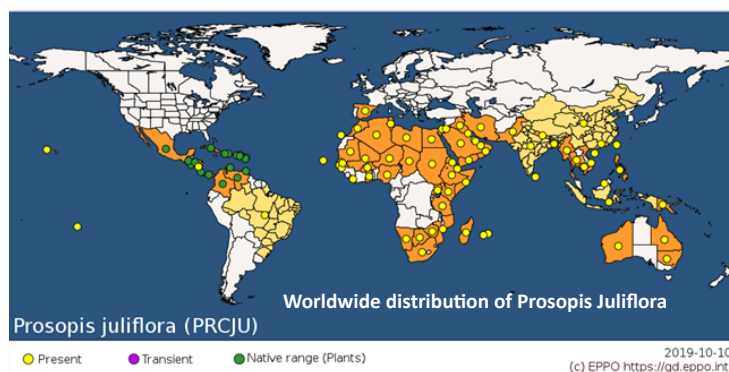 Worldwide distribution of Prosopis Juliflora
Prosopis juliflora (PRCJU)
Present
Transient
Native range (Plants)
2019-10-10
(c) EPPO https://gd.eppo.int